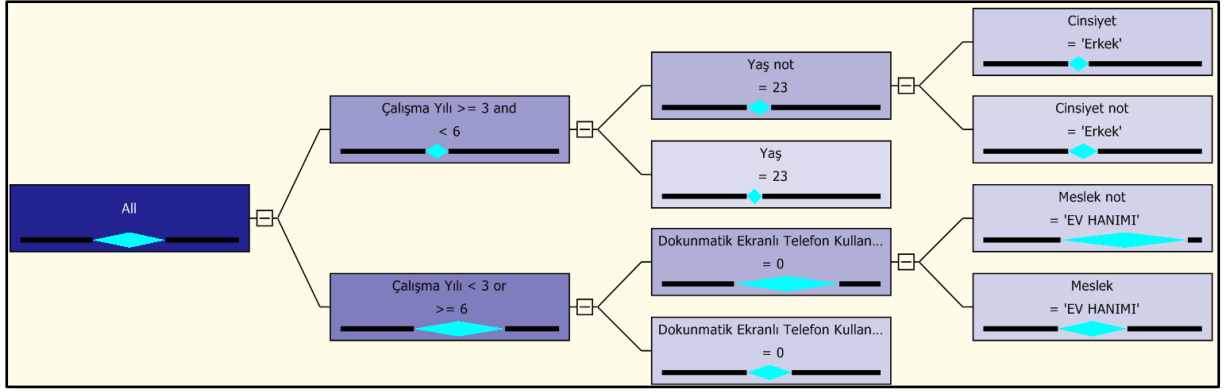 All
Çalışma Yılı >= 3 and
< 6
Çalışma Yılı < 3 or
>= 6
Yaş not
= 23
Yaş
= 23
Dokunmatik Ekranlı Telefon Kullan...
= 0
Dokunmatik Ekranlı Telefon Kullan...
= 0
Cinsiyet
= 'Erkek'
Cinsiyet not
= 'Erkek'
Meslek not
= 'EV HANIMI'
Meslek
= 'EV HANIMI'